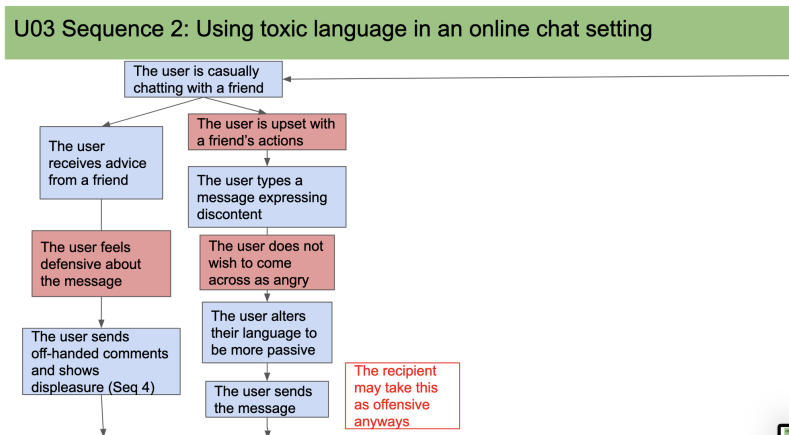 U03 Sequence 2: Using toxic language in an online chat setting
The user is casually
chatting with a friend
The user
receives advice
from a friend
The user feels
defensive about
the message
The user sends
off-handed comments
and shows
displeasure (Seq 4)
The user is upset with
a friend's actions
The user types a
message expressing
discontent
The user does not
wish to come
across as angry
The user alters
their language to
be more passive
The user sends
the message
The recipient
may take this
as offensive
anyways